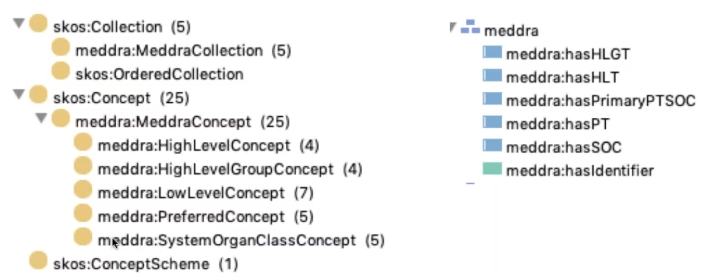 skos:Collection (5)
meddra:MeddraCollection (5)
skos:OrderedCollection
skos:Concept (25)
meddra:MeddraConcept (25)
meddra:HighLevelConcept (4)
meddra:HighLevelGroupConcept (4)
meddra:LowLevelConcept (7)
meddra:PreferredConcept (5)
meddra:SystemOrganClassConcept (5)
skos:ConceptScheme (1)
meddra
meddra:hasHLGT
meddra:hasHLT
meddra:hasPrimaryPTSOC
meddra:hasPT
meddra:hasSOC
meddra:hasIdentifier